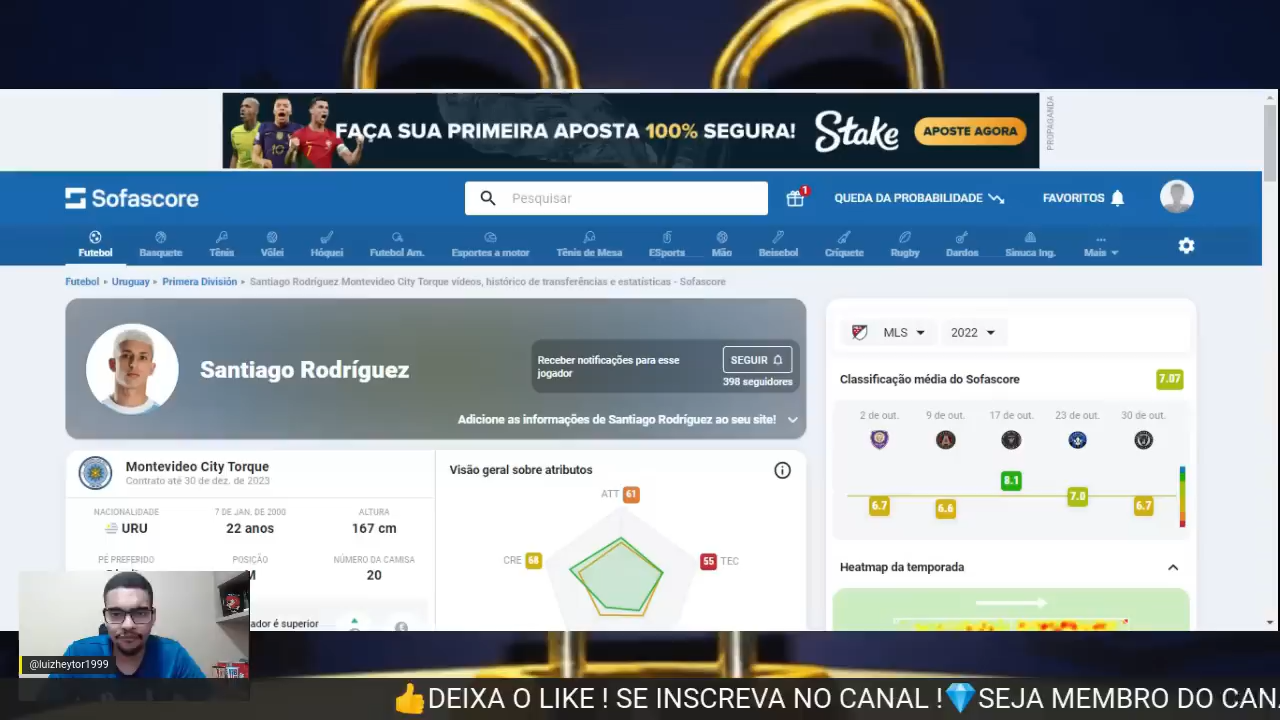 FAÇA SUA PRIMEIRA APOSTA 100% SEGURA!
Stake
APOSTE AGORA
PROPAGANDA
Sofascore
Pesquisar
1
QUEDA DA PROBABILIDADE
FAVORITOS
Futebol
Basquete
Tênis
Vôlei
Hóquei
Futebol Am.
Esportes a motor
Tênis de Mesa
ESports
Mão
Beisebol
Críquete
Rugby
Dardos
Sinuca Ing.
Mais
Futebol
Uruguay
Primera División
Santiago Rodríguez Montevideo City Torque vídeos, histórico de transferências e estatísticas - Sofascore
Santiago Rodríguez
Receber notificações para esse
jogador
SEGUIR
398 seguidores
Adicione as informações de Santiago Rodríguez ao seu site!
MLS
2022
Classificação média do Sofascore
7.07
2 de out.
9 de out.
17 de out.
23 de out.
30 de out.
6.7
6.6
8.1
7.0
6.7
Heatmap da temporada
Montevideo City Torque
Contrato até 30 de dez. de 2023
NACIONALIDADE
7 DE JAN. DE 2000
ALTURA
URU
22 anos
167 cm
PÉ PREFERIDO
POSIÇÃO
NÚMERO DA CAMISA
M
20
ador é superior
Visão geral sobre atributos
ATT 61
CRE 68
55 TEC
@luizheytor1999
👍DEIXA O LIKE ! SE INSCREVA NO CANAL !💎SEJA MEMBRO DO CAN